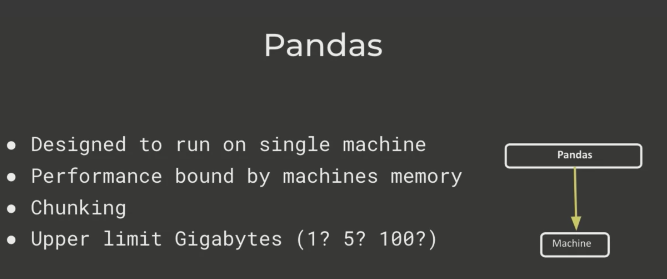 Pandas
● Designed to run on single machine
● Performance bound by machines memory
● Chunking
● Upper limit Gigabytes (1? 5? 100?)
Pandas
Machine